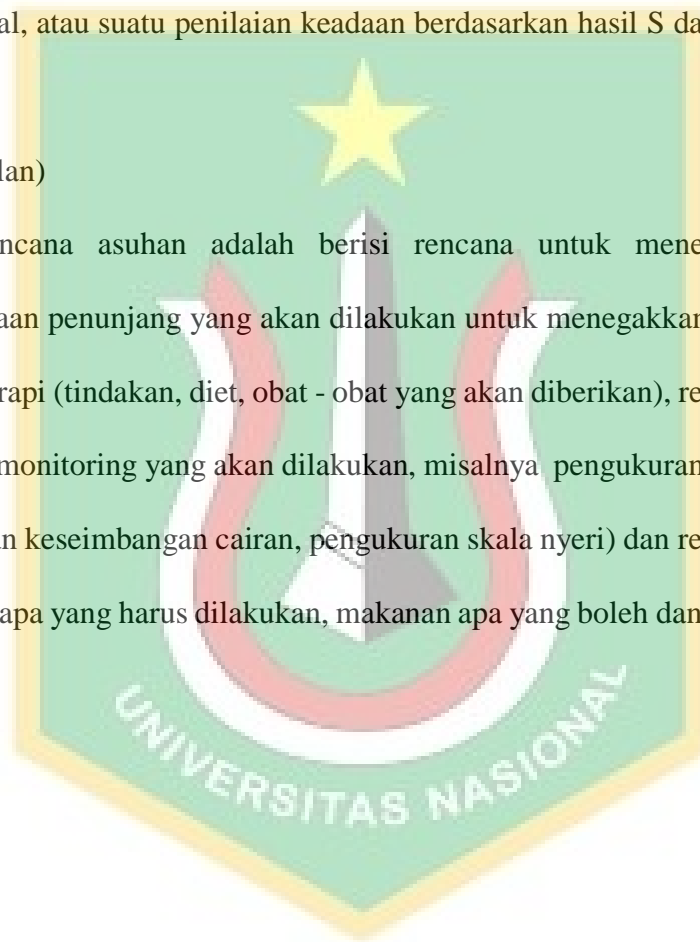 al, atau suatu penilaian keadaan berdasarkan hasil S da
lan)
ncana asuhan adalah berisi rencana untuk mene
aan penunjang yang akan dilakukan untuk menegakkan
rapi (tindakan, diet, obat - obat yang akan diberikan), re
monitoring yang akan dilakukan, misalnya pengukuran
n keseimbangan cairan, pengukuran skala nyeri) dan re
apa yang harus dilakukan, makanan apa yang boleh dan
UNIVERSITAS NASIONAL